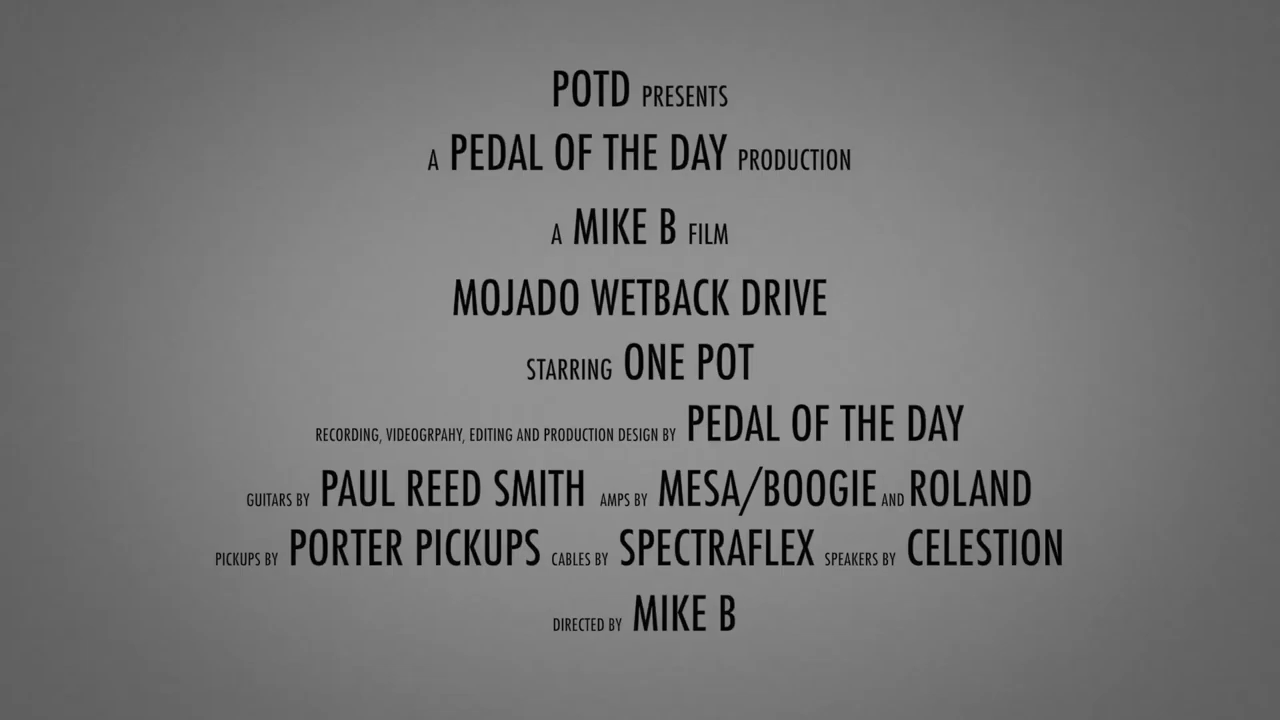 POTD PRESENTS
A PEDAL OF THE DAY PRODUCTION
A MIKE B FILM
MOJADO WETBACK DRIVE
STARRING ONE POT
RECORDING, VIDEOGRPAHY, EDITING AND PRODUCTION DESIGN BY PEDAL OF THE DAY
GUITARS BY PAUL REED SMITH AMPS BY MESA/BOOGIE AND ROLAND
PICKUPS BY PORTER PICKUPS CABLES BY SPECTRAFLEX SPEAKERS BY CELESTION
DIRECTED BY MIKE B